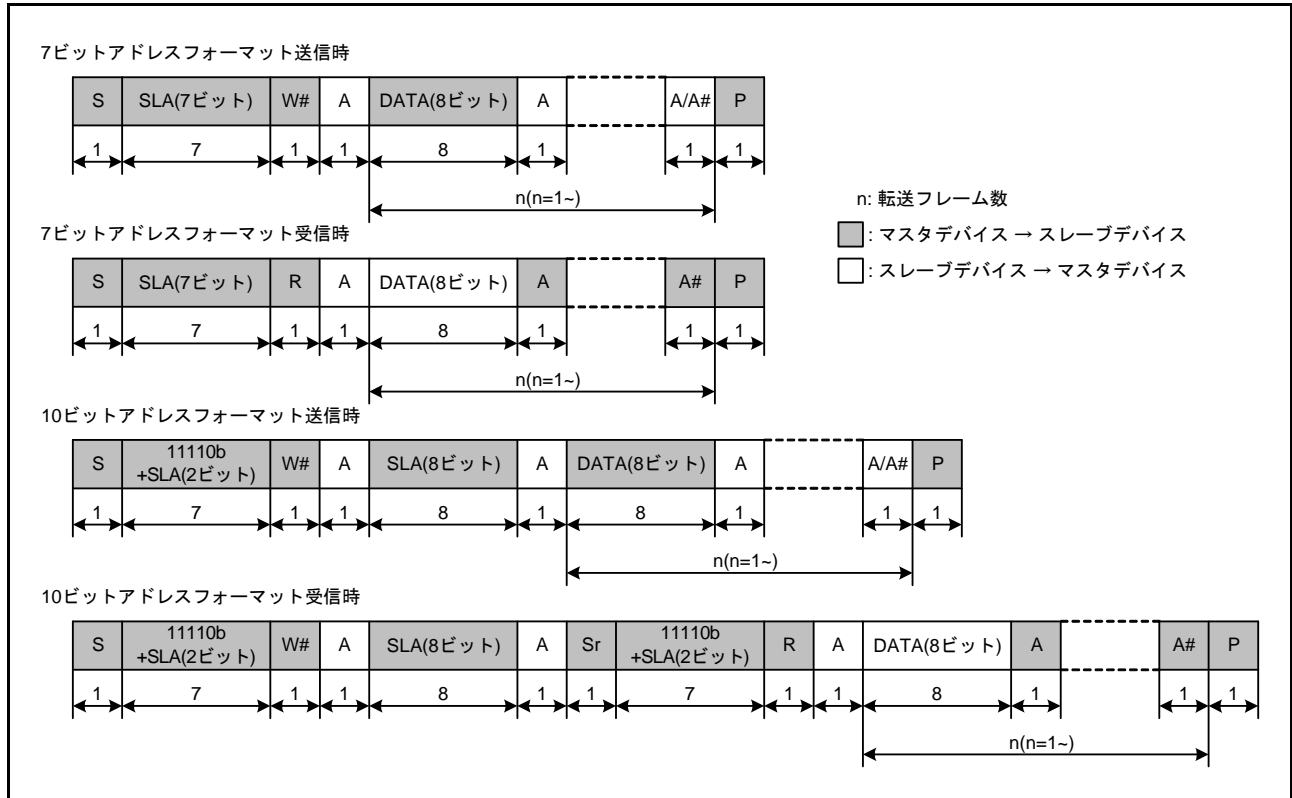 7ビットアドレスフォーマット送信時
S SLA(7ビット) W# A DATA(8ビット) A A/A# P
1 7 1 1 8 1 1 1
n(n=1~)
n: 転送フレーム数
: マスタデバイス → スレーブデバイス
: スレーブデバイス → マスタデバイス
7ビットアドレスフォーマット受信時
S SLA(7ビット) R A DATA(8ビット) A A# P
1 7 1 1 8 1 1 1
n(n=1~)
10ビットアドレスフォーマット送信時
S 11110b +SLA(2ビット) W# A SLA(8ビット) A DATA(8ビット) A A/A# P
1 7 1 1 8 1 8 1 1 1
n(n=1~)
10ビットアドレスフォーマット受信時
S 11110b +SLA(2ビット) W# A SLA(8ビット) A Sr 11110b +SLA(2ビット) R A DATA(8ビット) A A# P
1 7 1 1 8 1 1 7 1 1 8 1 1 1
n(n=1~)